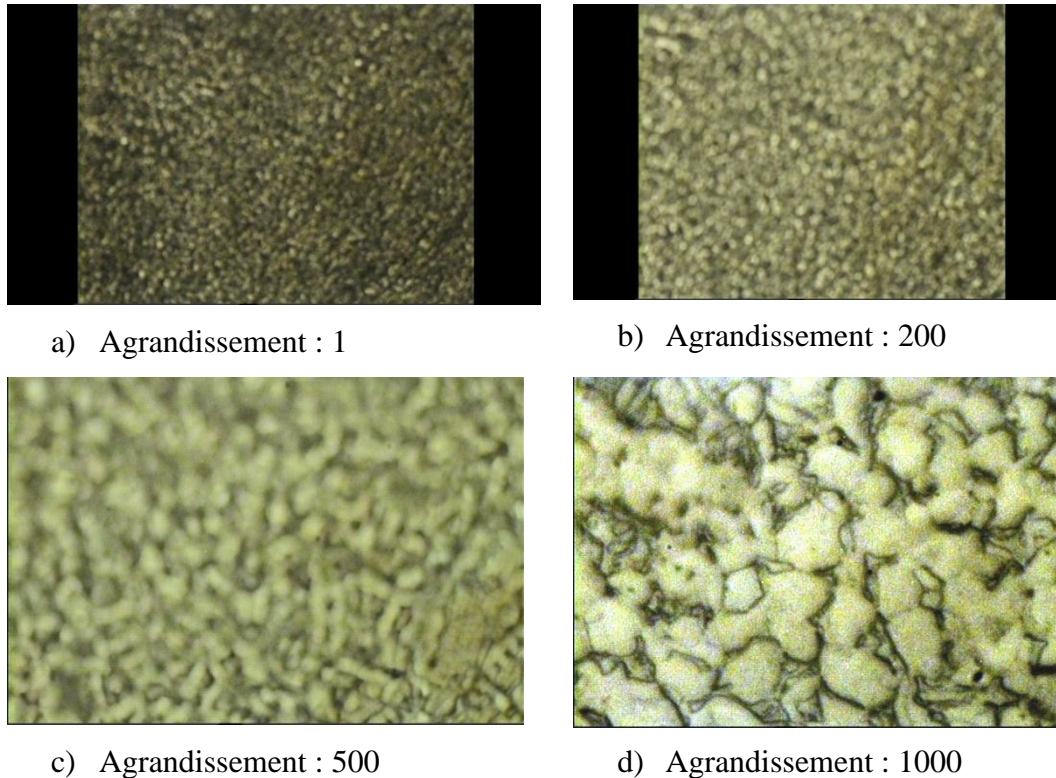 a) Agrandissement : 1
b) Agrandissement : 200
c) Agrandissement : 500
d) Agrandissement : 1000